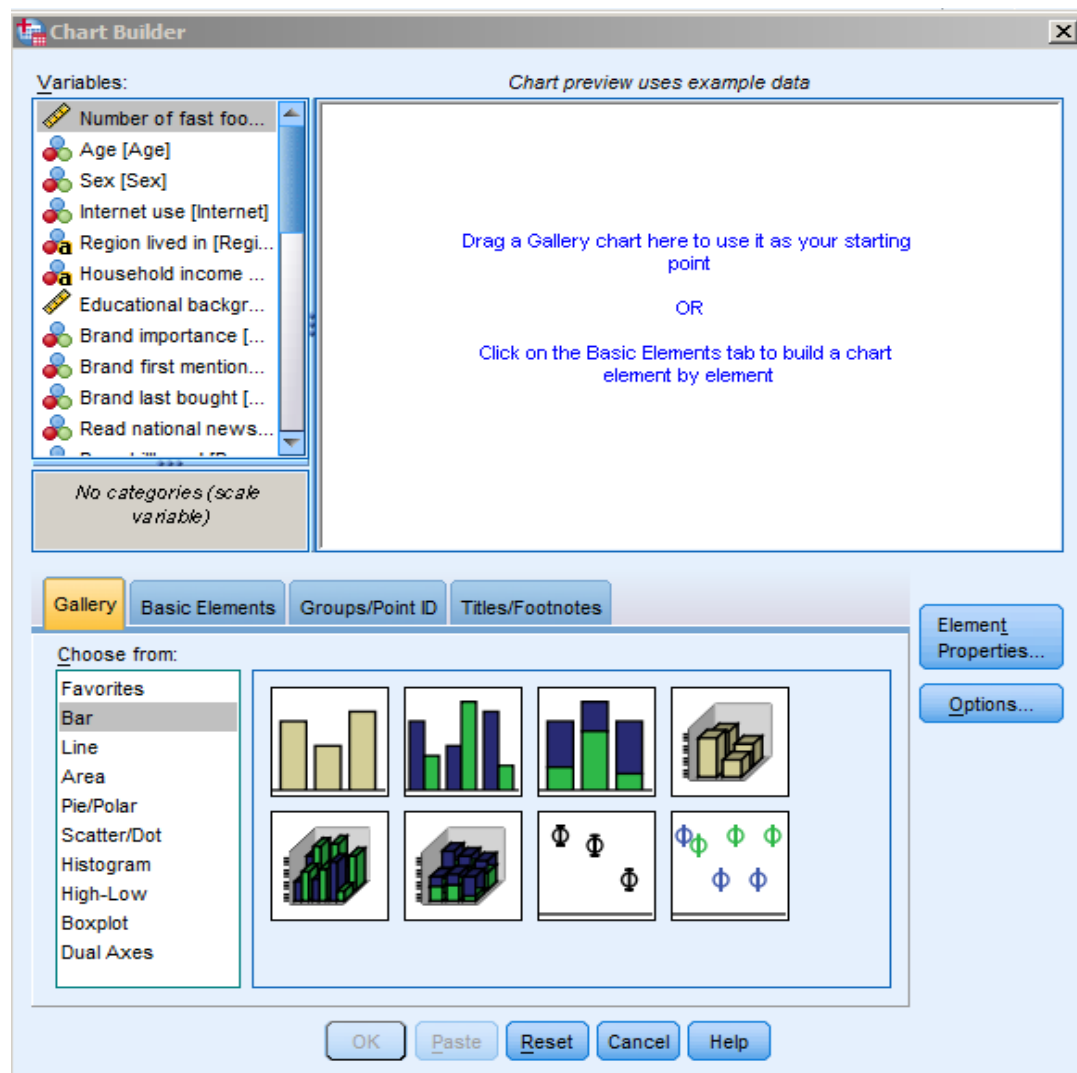 Chart Builder
Variables:
Chart preview uses example data
Number of fast foo...
Age [Age]
Sex [Sex]
Internet use [Internet]
Region lived in [Regi...
Household income ...
Educational backgr...
Brand importance [...
Brand first mention...
Brand last bought [...
Read national news...
No categories (scale
variable)
Drag a Gallery chart here to use it as your starting
point
OR
Click on the Basic Elements tab to build a chart
element by element
Gallery
Basic Elements
Groups/Point ID
Titles/Footnotes
Element
Properties...
Options...
Choose from:
Favorites
Bar
Line
Area
Pie/Polar
Scatter/Dot
Histogram
High-Low
Boxplot
Dual Axes
OK
Paste
Reset
Cancel
Help